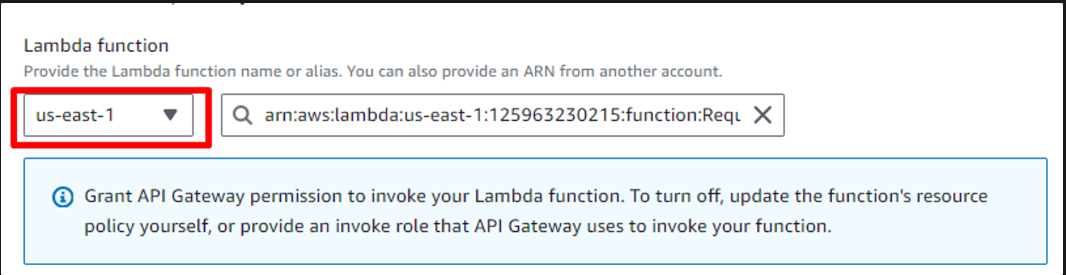 Lambda function
Provide the Lambda function name or alias. You can also provide an ARN from another account.
us-east-1 arn:aws:lambda:us-east-1:125963230215:function:Requ
Grant API Gateway permission to invoke your Lambda function. To turn off, update the function's resource
policy yourself, or provide an invoke role that API Gateway uses to invoke your function.